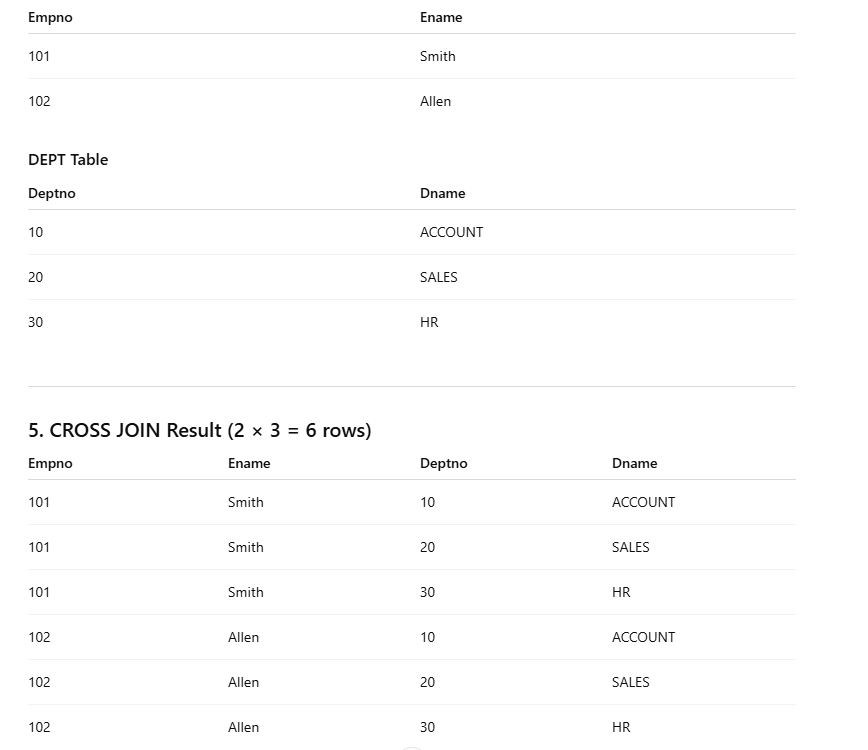 Empno Ename
101 Smith
102 Allen
DEPT Table
Deptno Dname
10 ACCOUNT
20 SALES
30 HR
5. CROSS JOIN Result (2 × 3 = 6 rows)
Empno Ename Deptno Dname
101 Smith 10 ACCOUNT
101 Smith 20 SALES
101 Smith 30 HR
102 Allen 10 ACCOUNT
102 Allen 20 SALES
102 Allen 30 HR